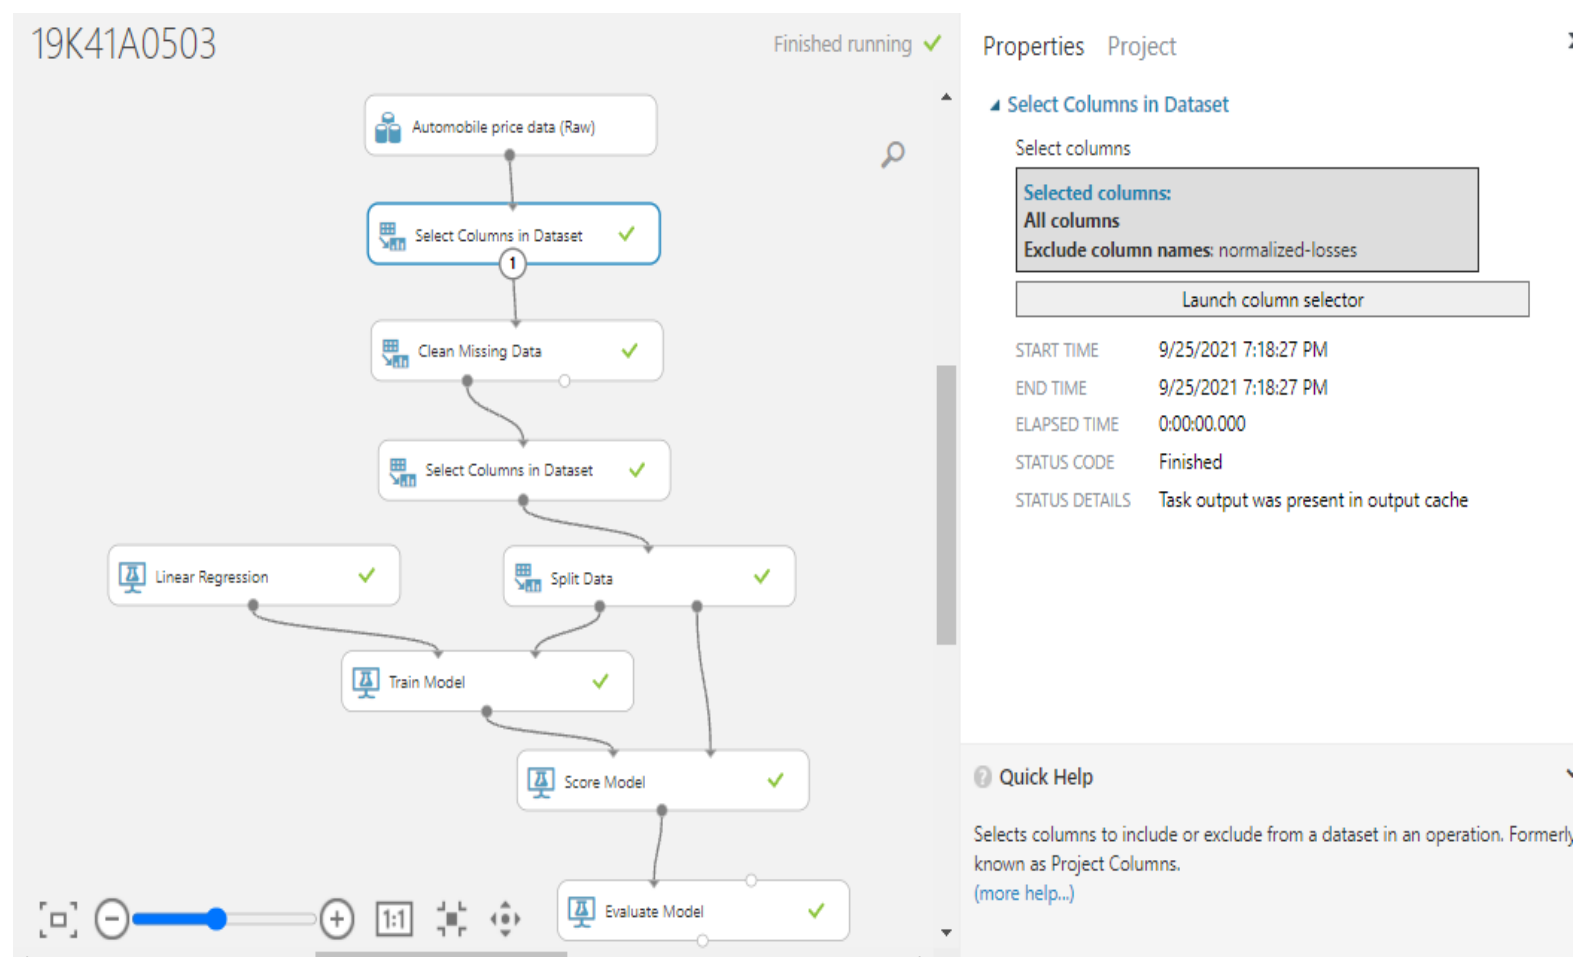 19K41A0503
Finished running
Automobile price data (Raw)
Select Columns in Dataset
1
Clean Missing Data
Select Columns in Dataset
Linear Regression
Split Data
Train Model
Score Model
Evaluate Model
1:1
Properties Project
Select Columns in Dataset
Select columns
Selected columns:
All columns
Exclude column names: normalized-losses
Launch column selector
START TIME 9/25/2021 7:18:27 PM
END TIME 9/25/2021 7:18:27 PM
ELAPSED TIME 0:00:00.000
STATUS CODE Finished
STATUS DETAILS Task output was present in output cache
? Quick Help
Selects columns to include or exclude from a dataset in an operation. Formerly
known as Project Columns.
(more help...)